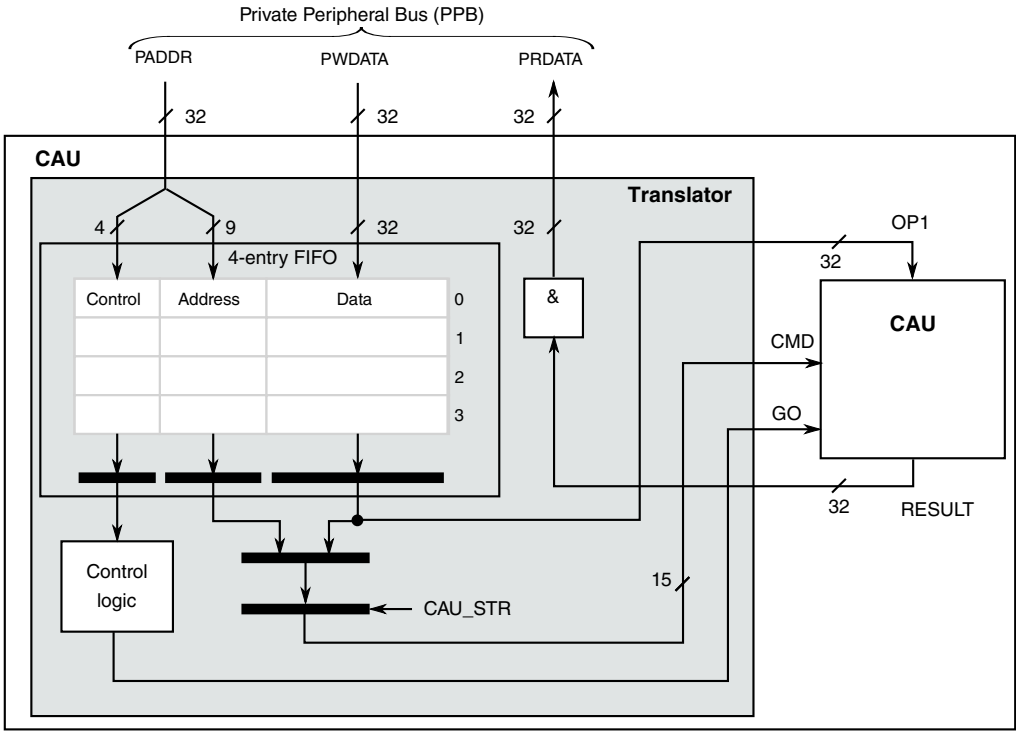 Private Peripheral Bus (PPB)
PADDR PWDATA PRDATA
32 32 32
CAU
Translator
4 9 32 32
OP1
32
4-entry FIFO
Control Address Data 0
1
2
3
&
CAU
CMD
GO
32
RESULT
Control
logic
15
CAU_STR